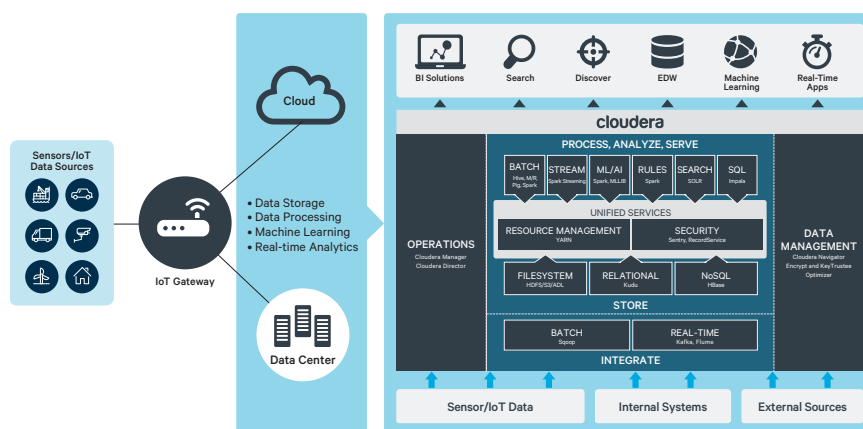 Sensors/IoT
Data Sources
IoT Gateway
Cloud
• Data Storage
• Data Processing
• Machine Learning
• Real-time Analytics
Data Center
BI Solutions
Search
Discover
EDW
Machine
Learning
Real-Time
Apps
cloudera
PROCESS, ANALYZE, SERVE
BATCH
Hive, M/R,
Pig, Spark
STREAM
Spark Streaming
ML/AI
Spark, MLLIB
RULES
Spark
SEARCH
SOLR
SQL
Impala
UNIFIED SERVICES
RESOURCE MANAGEMENT
YARN
SECURITY
Sentry, RecordService
OPERATIONS
Cloudera Manager
Cloudera Director
DATA
MANAGEMENT
Cloudera Navigator
Encrypt and KeyTrustee
Optimizer
FILESYSTEM
HDFS/S3/ADL
RELATIONAL
Kudu
NoSQL
HBase
STORE
BATCH
Sqoop
REAL-TIME
Kafka, Flume
INTEGRATE
Sensor/IoT Data
Internal Systems
External Sources